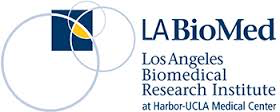 LABioMed
Los Angeles
Biomedical
Research Institute
at Harbor-UCLA Medical Center